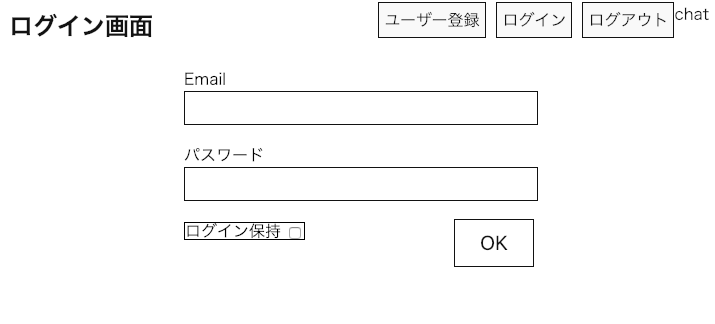 ログイン画面
ユーザー登録 ログイン ログアウト chat
Email
パスワード
ログイン保持
OK